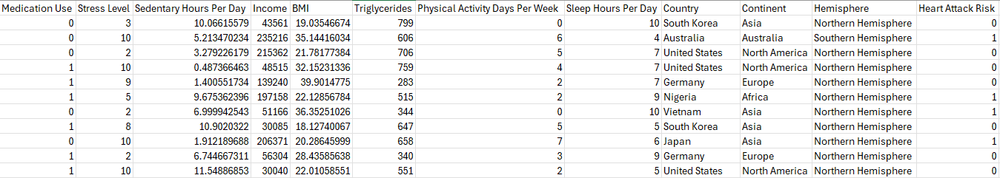 Medication Use Stress Level Sedentary Hours Per Day Income BMI Triglycerides Physical Activity Days Per Week Sleep Hours Per Day Country Continent Hemisphere Heart Attack Risk
0 3 10.06615579 43561 19.03546674 799 0 10 South Korea Asia Northern Hemisphere 0
0 10 5.213470234 235216 35.14416034 606 6 4 Australia Australia Southern Hemisphere 1
0 2 3.279226179 215362 21.78177384 706 5 7 United States North America Northern Hemisphere 0
1 10 0.487366463 48515 32.15231336 759 4 7 United States North America Northern Hemisphere 0
1 9 1.400551734 139240 39.9014775 283 2 7 Germany Europe Northern Hemisphere 0
1 5 9.675362396 197158 22.12856784 515 2 9 Nigeria Africa Northern Hemisphere 1
0 2 6.999942543 51166 36.35251026 344 0 10 Vietnam Asia Northern Hemisphere 1
1 8 10.9020322 30085 18.12740067 647 5 5 South Korea Asia Northern Hemisphere 0
0 10 1.912189688 206371 20.28645999 658 7 6 Japan Asia Northern Hemisphere 1
1 2 6.744667311 56304 28.43585638 340 3 9 Germany Europe Northern Hemisphere 0
1 10 11.54886853 30040 22.01058551 551 2 5 United States North America Northern Hemisphere 0